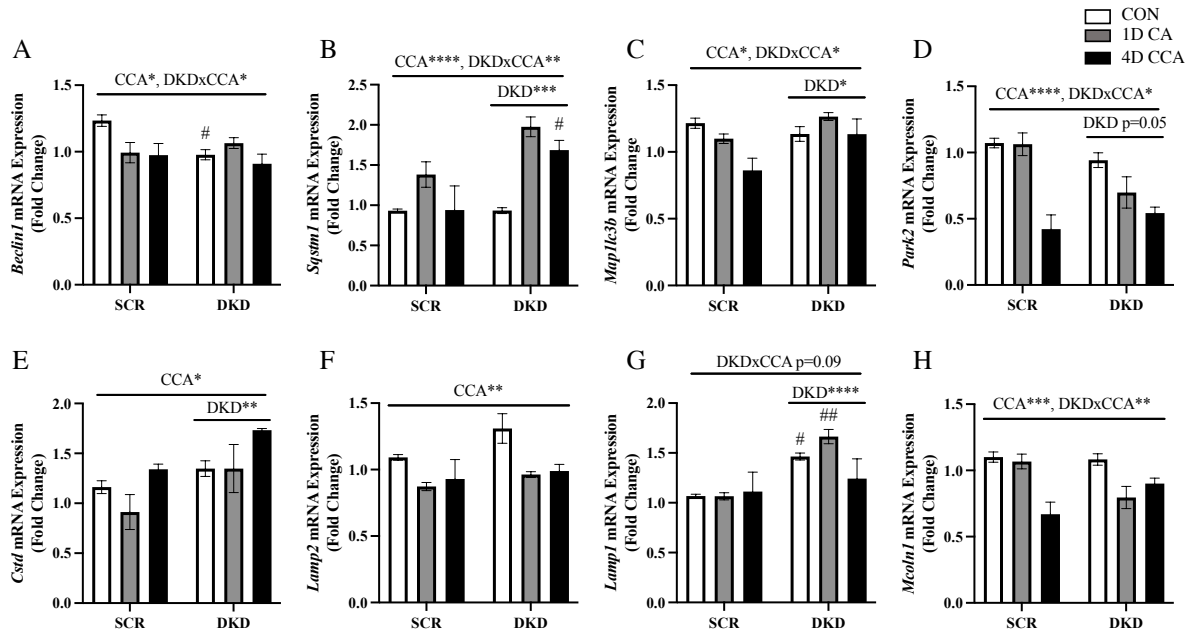 CON
1D CA
4D CCA
A
CCA*, DKDxCCA*
#
Beclin1 mRNA Expression
(Fold Change)
1.5
1.0
0.5
0.0
SCR
DKD
B
CCA****, DKDxCCA**
DKD***
#
Sqstm1 mRNA Expression
(Fold Change)
2.5
2.0
1.5
1.0
0.5
0.0
SCR
DKD
C
CCA*, DKDxCCA*
DKD*
Map1lc3b mRNA Expression
(Fold Change)
1.5
1.0
0.5
0.0
SCR
DKD
D
CCA****, DKDxCCA*
DKD p=0.05
Park2 mRNA Expression
(Fold Change)
1.5
1.0
0.5
0.0
SCR
DKD
E
CCA*
DKD**
Cstd mRNA Expression
(Fold Change)
2.0
1.5
1.0
0.5
0.0
SCR
DKD
F
CCA**
Lamp2 mRNA Expression
(Fold Change)
1.5
1.0
0.5
0.0
SCR
DKD
G
DKDxCCA p=0.09
DKD****
#
##
Lamp1 mRNA Expression
(Fold Change)
2.0
1.5
1.0
0.5
0.0
SCR
DKD
H
CCA***, DKDxCCA**
Mcoln1 mRNA Expression
(Fold Change)
1.5
1.0
0.5
0.0
SCR
DKD